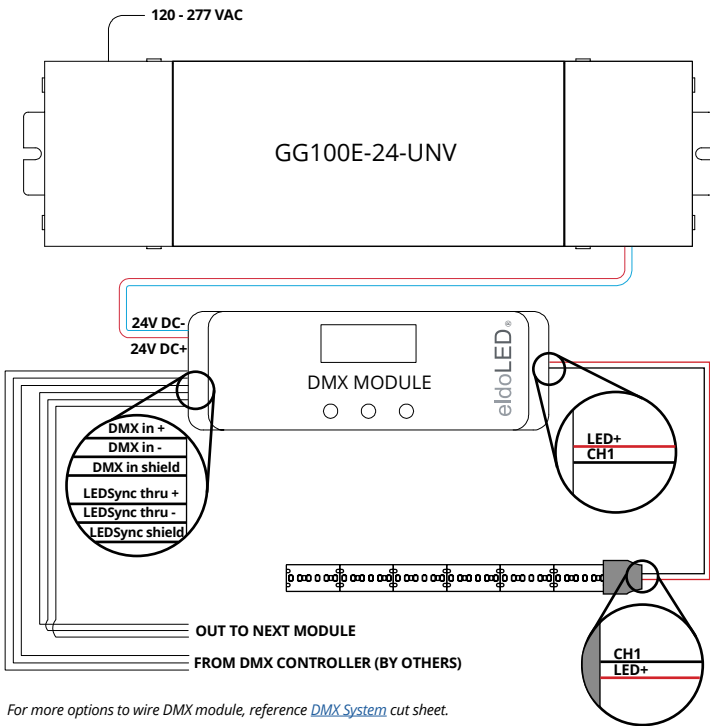 120 - 277 VAC
GG100E-24-UNV
24V DC-
24V DC+
DMX MODULE
eldoLED®
DMX in +
DMX in -
DMX in shield
LEDSync thru +
LEDSync thru -
LEDSync shield
LED+
CH1
CH1
LED+
OUT TO NEXT MODULE
FROM DMX CONTROLLER (BY OTHERS)
For more options to wire DMX module, reference DMX System cut sheet.